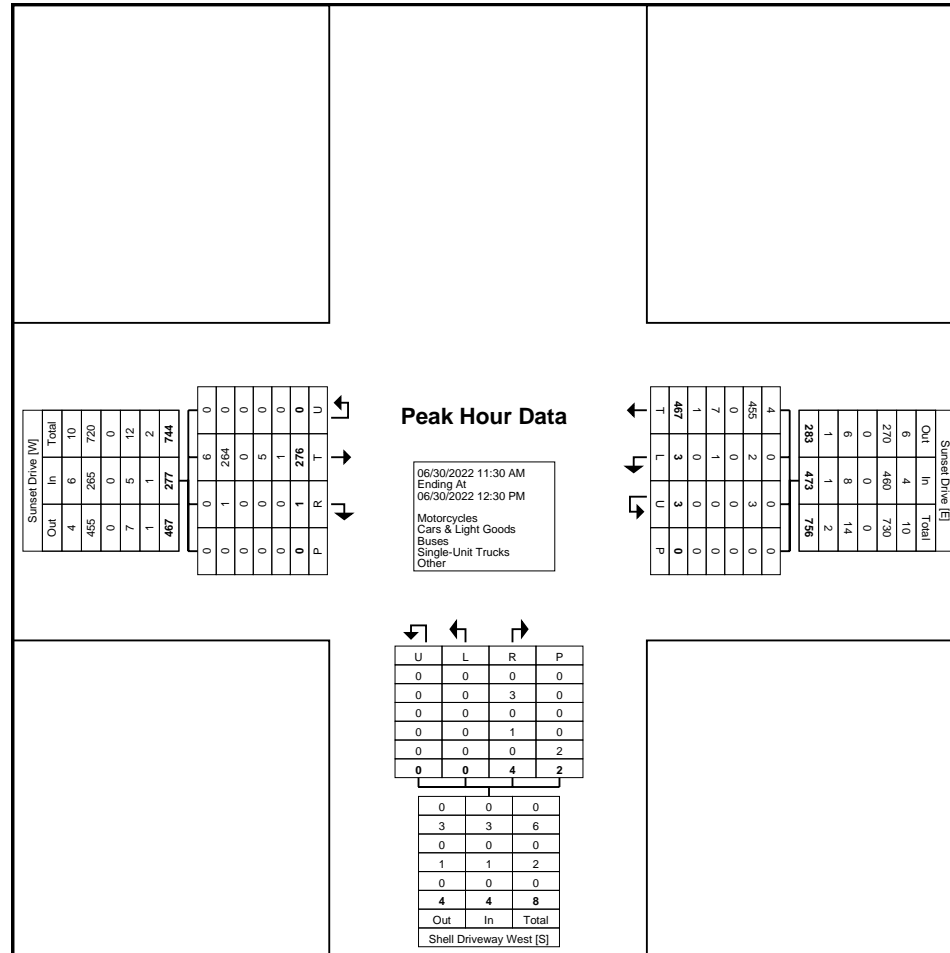 Peak Hour Data
06/30/2022 11:30 AM
Ending At
06/30/2022 12:30 PM
Motorcycles
Cars & Light Goods
Buses
Single-Unit Trucks
Other
Sunset Drive [W]
Total 10 720 0 12 2 744
In 6 265 0 5 1 277
Out 4 455 0 7 1 467
0 0 0 0 0 0 U
6 264 0 5 1 276 T
0 1 0 0 0 1 R
0 0 0 0 0 0 P
T 467 1 7 0 455 4
L 3 0 1 0 2 0
U 3 0 0 0 3 0
P 0 0 0 0 0 0
Sunset Drive [E]
283 1 6 0 270 6 Out
473 1 8 0 460 4 In
756 2 14 0 730 10 Total
U L R P
0 0 0 0
0 0 3 0
0 0 0 0
0 0 1 0
0 0 0 2
0 0 4 2
0 0 0
3 3 6
0 0 0
1 1 2
0 0 0
4 4 8
Out In Total
Shell Driveway West [S]